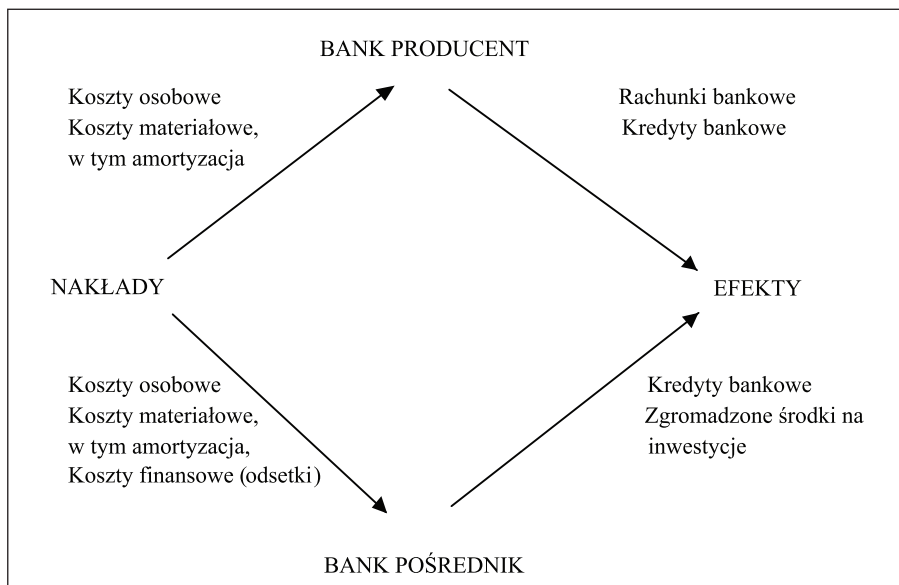 BANK PRODUCENT
Koszty osobowe
Koszty materiałowe,
w tym amortyzacja
Rachunki bankowe
Kredyty bankowe
NAKŁADY
EFEKTY
Koszty osobowe
Koszty materiałowe,
w tym amortyzacja,
Koszty finansowe (odsetki)
Kredyty bankowe
Zgromadzone środki na
inwestycje
BANK POŚREDNIK